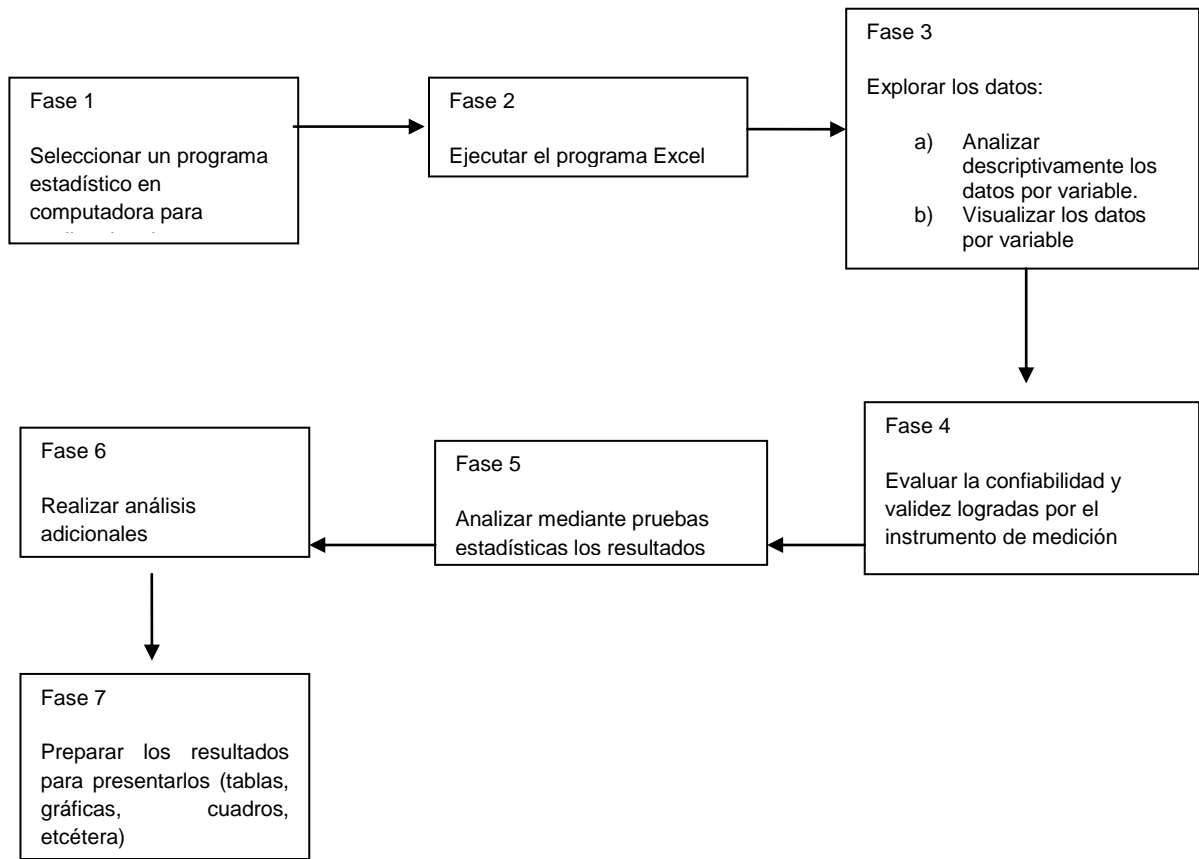 Fase 1
Seleccionar un programa
estadístico en
computadora para
Fase 2
Ejecutar el programa Excel
Fase 3
Explorar los datos:
a) Analizar
descriptivamente los
datos por variable.
b) Visualizar los datos
por variable
Fase 4
Evaluar la confiabilidad y
validez logradas por el
instrumento de medición
Fase 5
Analizar mediante pruebas
estadísticas los resultados
Fase 6
Realizar análisis
adicionales
Fase 7
Preparar los resultados
para presentarlos (tablas,
gráficas, cuadros,
etcétera)